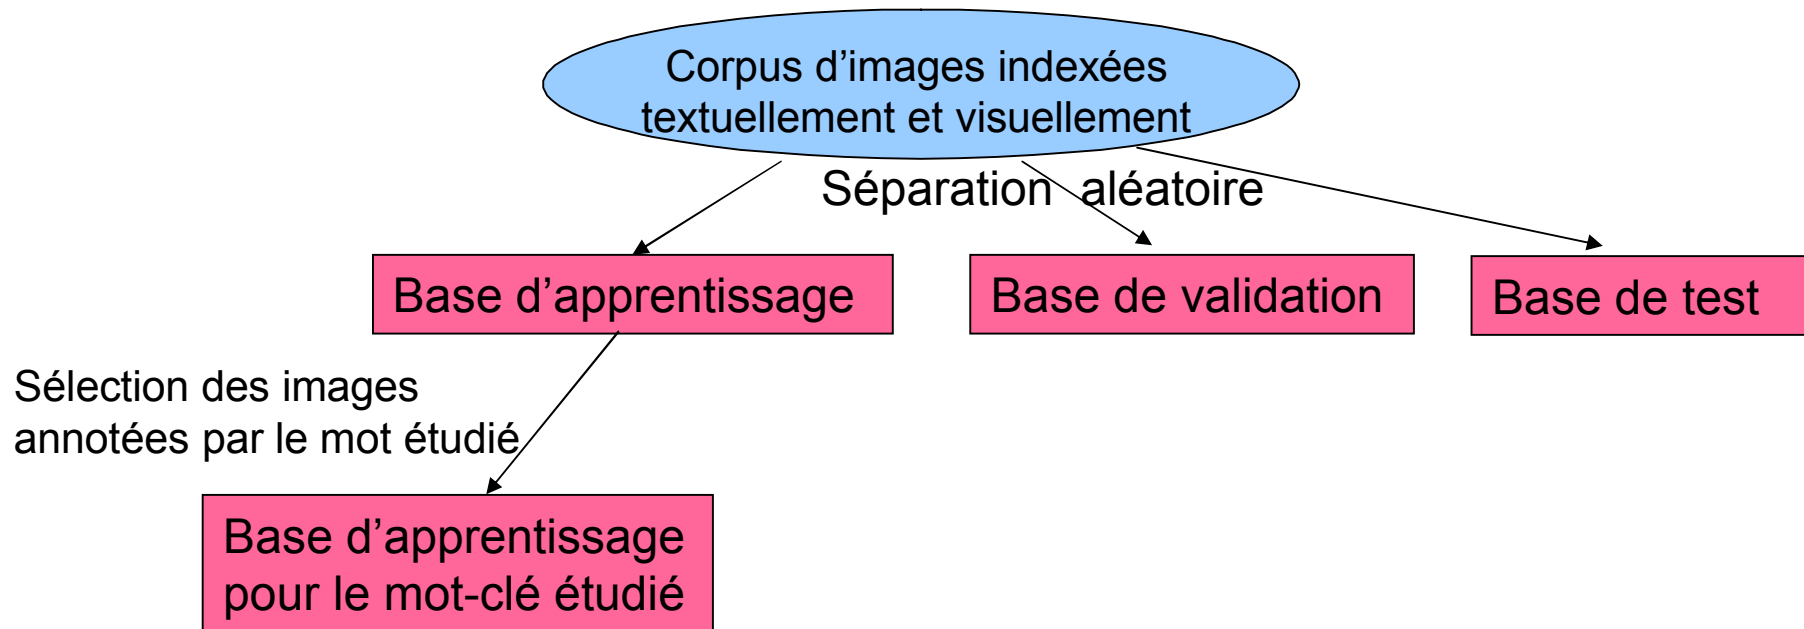 Corpus d’images indexées
textuellement et visuellement
Séparation aléatoire
Base d’apprentissage
Base de validation
Base de test
Sélection des images
annotées par le mot étudié
Base d’apprentissage
pour le mot-clé étudié